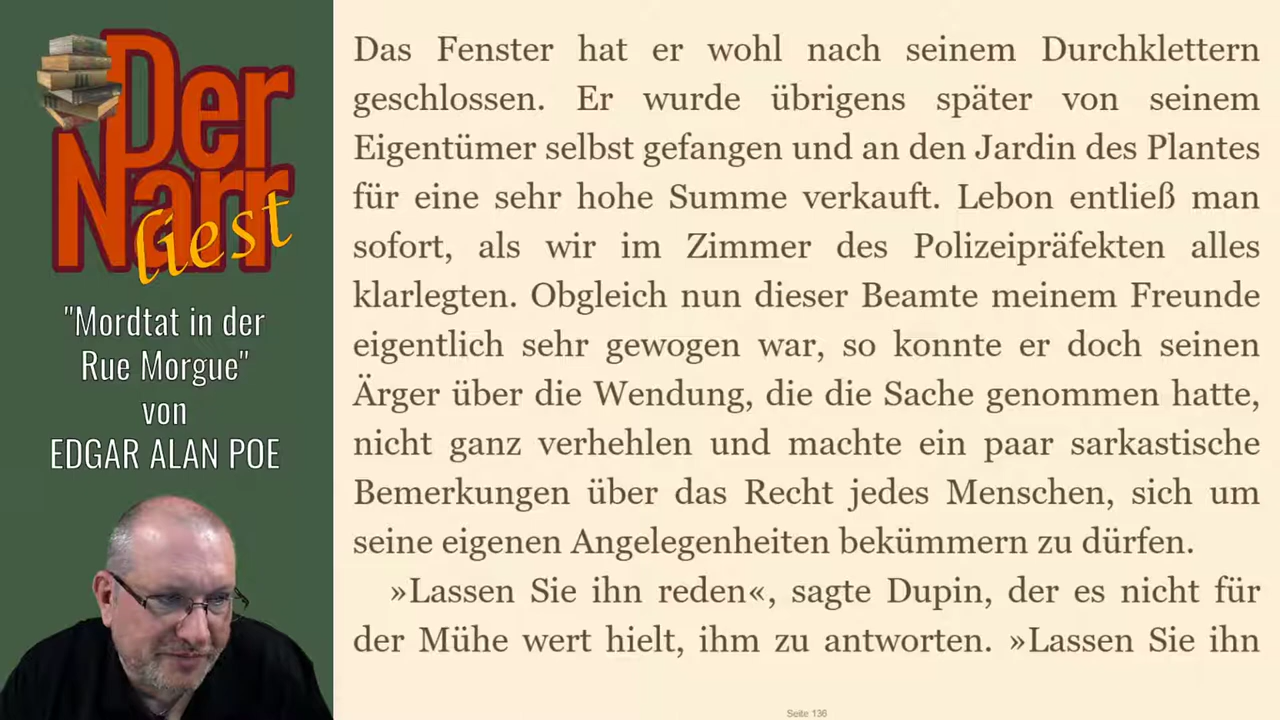 Der
Narr
liest
"Mordtat in der
Rue Morgue"
von
EDGAR ALAN POE
Das Fenster hat er wohl nach seinem Durchklettern
geschlossen. Er wurde übrigens später von seinem
Eigentümer selbst gefangen und an den Jardin des Plantes
für eine sehr hohe Summe verkauft. Lebon entließ man
sofort, als wir im Zimmer des Polizeipräfekten alles
klarlegten. Obgleich nun dieser Beamte meinem Freunde
eigentlich sehr gewogen war, so konnte er doch seinen
Ärger über die Wendung, die die Sache genommen hatte,
nicht ganz verhehlen und machte ein paar sarkastische
Bemerkungen über das Recht jedes Menschen, sich um
seine eigenen Angelegenheiten bekümmern zu dürfen.
»Lassen Sie ihn reden«, sagte Dupin, der es nicht für
der Mühe wert hielt, ihm zu antworten. »Lassen Sie ihn
Seite 136